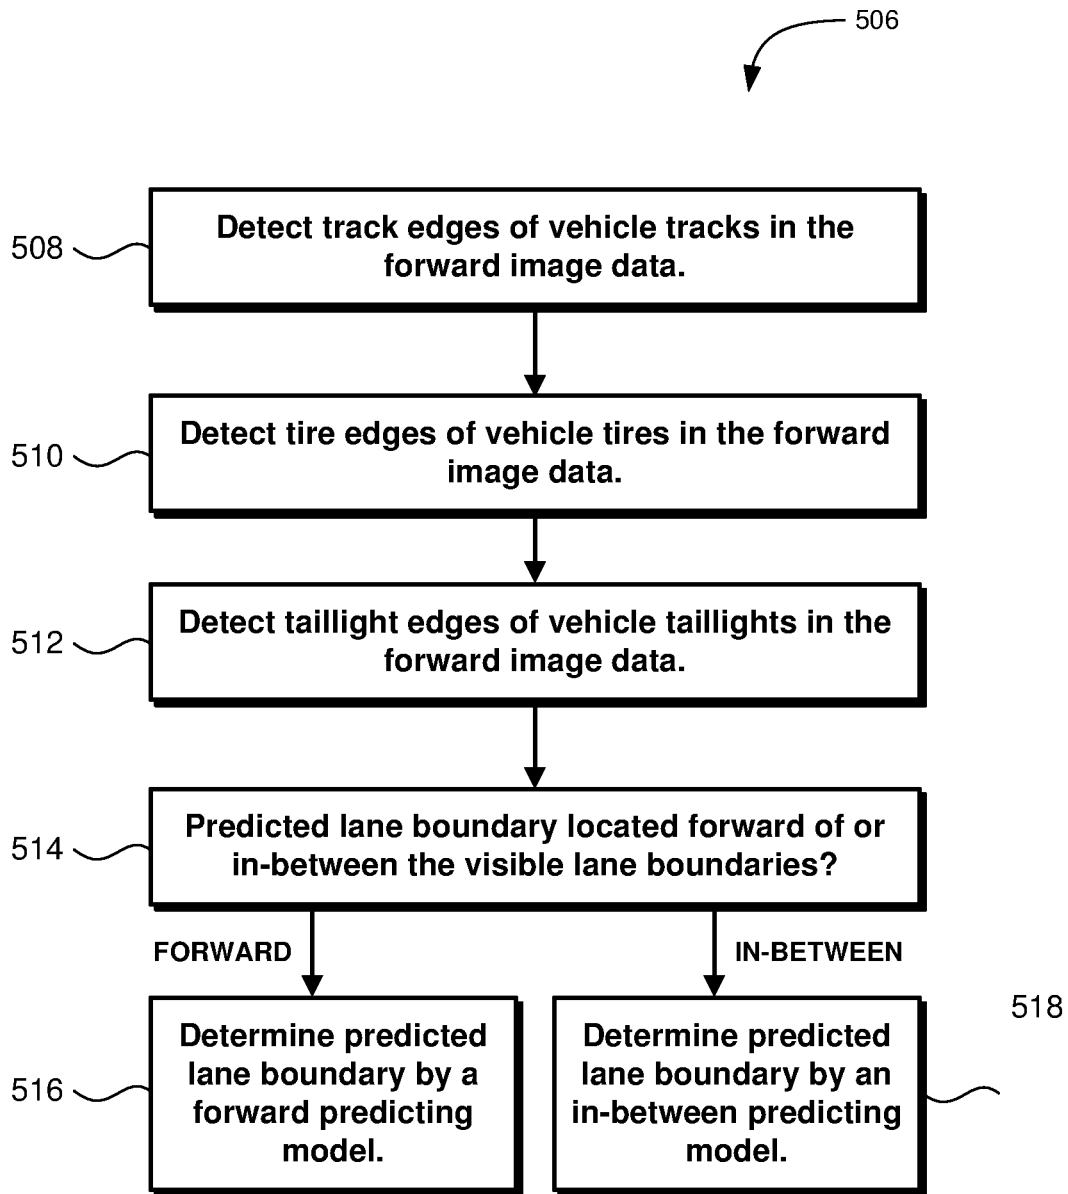 506
508
Detect track edges of vehicle tracks in the
forward image data.
510
Detect tire edges of vehicle tires in the forward
image data.
512
Detect taillight edges of vehicle taillights in the
forward image data.
514
Predicted lane boundary located forward of or
in-between the visible lane boundaries?
FORWARD
IN-BETWEEN
516
Determine predicted
lane boundary by a
forward predicting
model.
Determine predicted
lane boundary by an
in-between predicting
model.
518